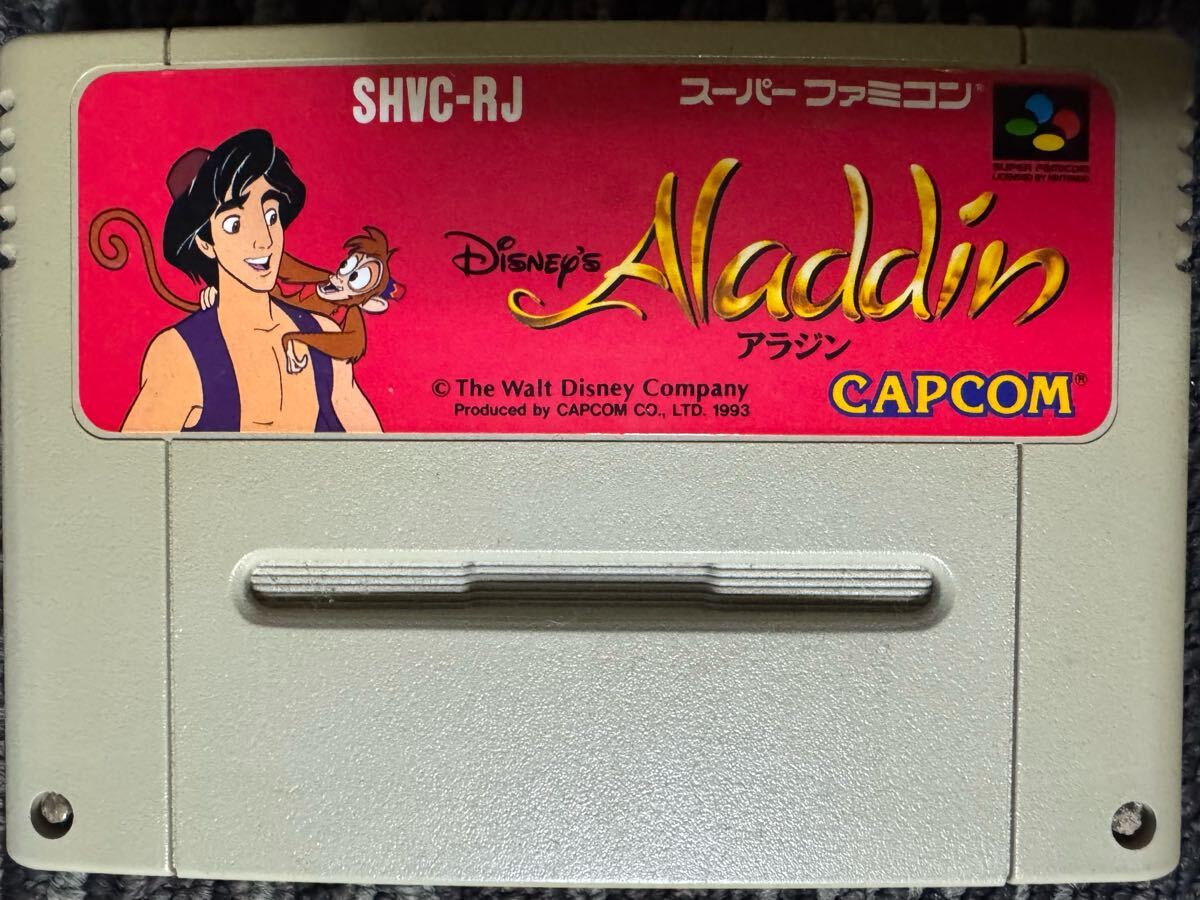 SHVC-RJ
スーパーファミコン
SUPER FAMICOM
LICENSED BY NINTENDO
Disney's Aladdin
アラジン
© The Walt Disney Company
Produced by CAPCOM CO., LTD. 1993
CAPCOM®